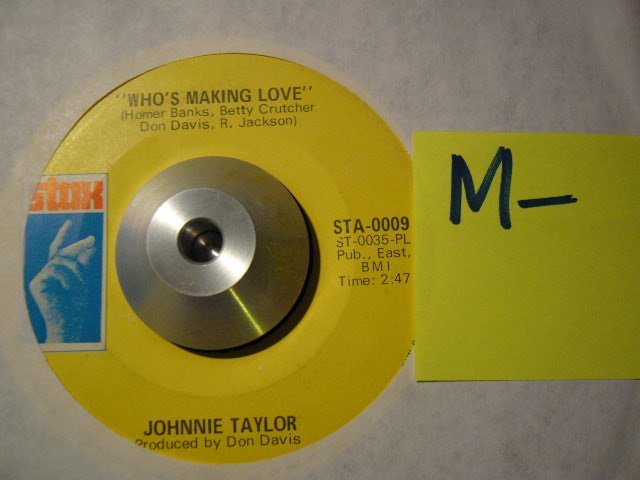 "WHO'S MAKING LOVE"
(Homer Banks, Betty Crutcher
Don Davis, R. Jackson)
stax
STA-0009
ST-0035-PL
Pub., East,
BMI
Time: 2:47
JOHNNIE TAYLOR
Produced by Don Davis
M-